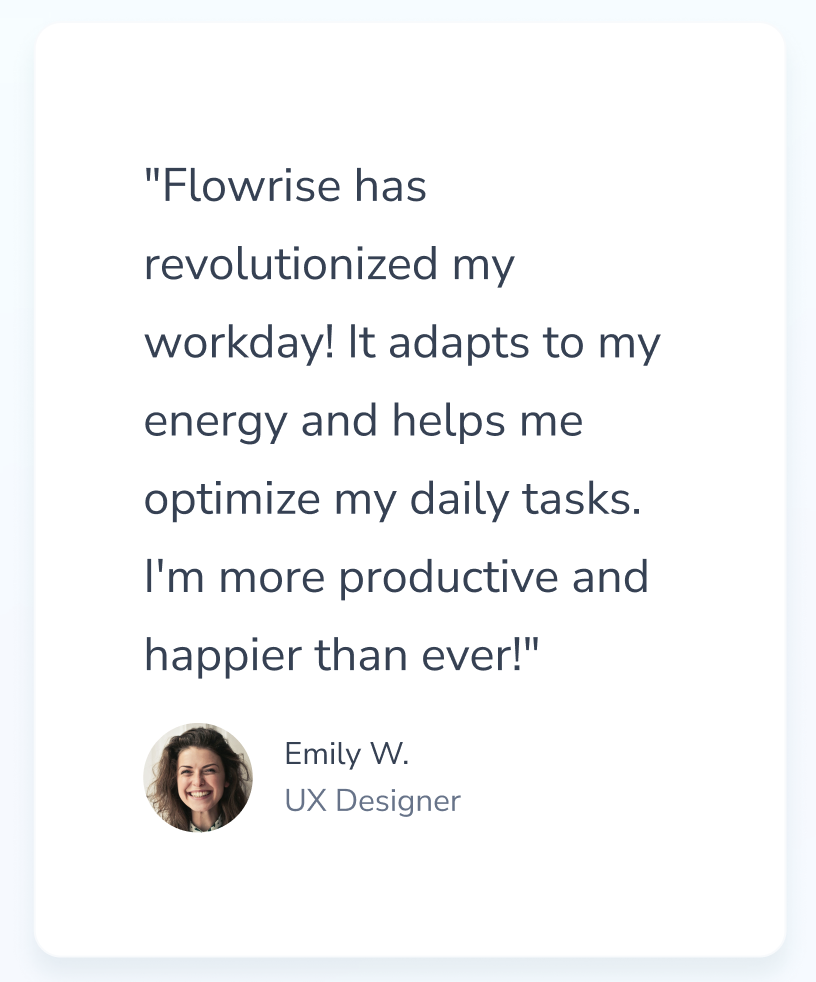 "Flowrise has
revolutionized my
workday! It adapts to my
energy and helps me
optimize my daily tasks.
I'm more productive and
happier than ever!"
Emily W.
UX Designer